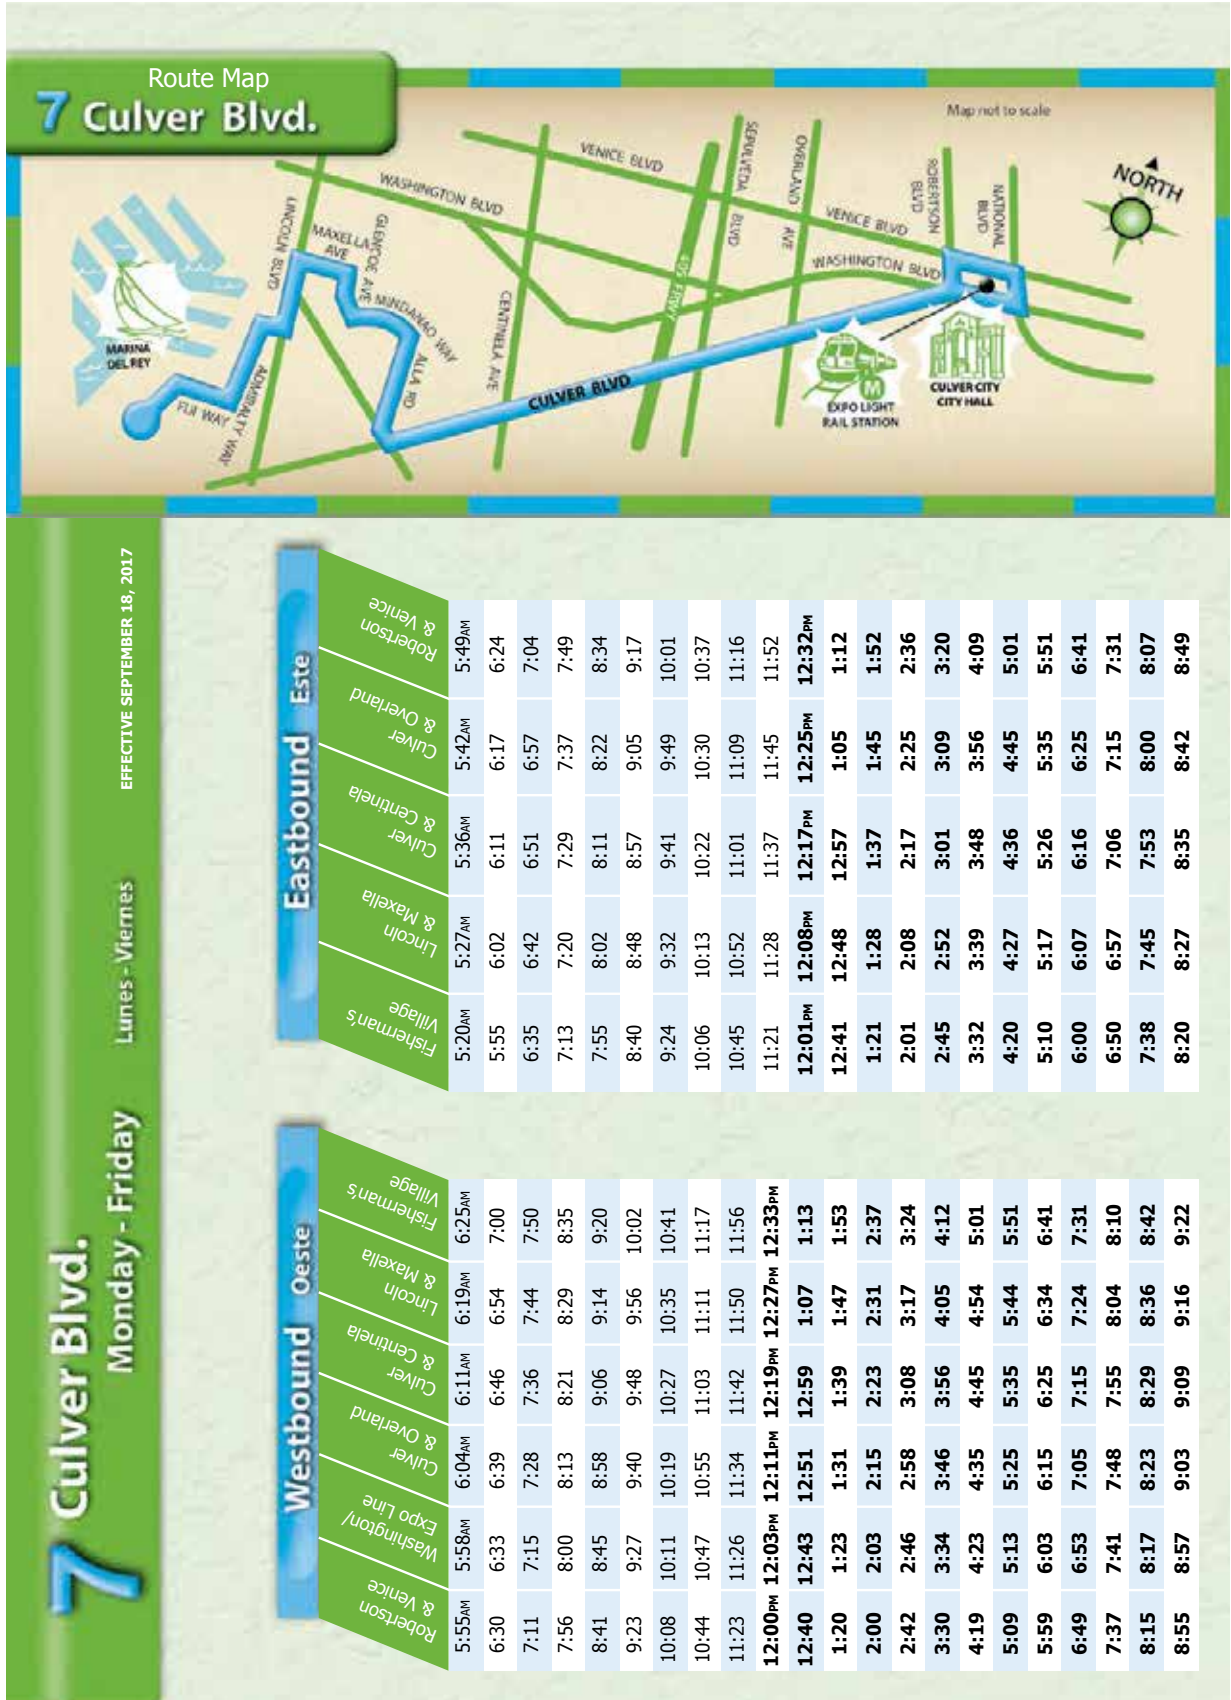 Route Map
7 Culver Blvd.
Map not to scale
NORTH
VENICE BLVD
WASHINGTON BLVD
LINCOLN BLVD
MAXELLA
AVE
GLENCOE AVE
MINDANAO WAY
ALLA RD
CENTINELA AVE
405 FRWY
SEPULVEDA BLVD
OVERLAND AVE
VENICE BLVD
WASHINGTON BLVD
ROBERTSON
BLVD
NATIONAL
BLVD
MARINA
DEL REY
FIJI WAY
ADMIRALTY WAY
CULVER BLVD
EXPO LIGHT
RAIL STATION
M
CULVER CITY
CITY HALL
7 Culver Blvd.
Monday - Friday Lunes - Viernes EFFECTIVE SEPTEMBER 18, 2017
Westbound Oeste
Robertson
& Venice
Washington/
Expo Line
Culver
& Overland
Culver
& Centinela
Lincoln
& Maxella
Fisherman's
Village
5:55AM 5:58AM 6:04AM 6:11AM 6:19AM 6:25AM
6:30 6:33 6:39 6:46 6:54 7:00
7:11 7:15 7:28 7:36 7:44 7:50
7:56 8:00 8:13 8:21 8:29 8:35
8:41 8:45 8:58 9:06 9:14 9:20
9:23 9:27 9:40 9:48 9:56 10:02
10:08 10:11 10:19 10:27 10:35 10:41
10:44 10:47 10:55 11:03 11:11 11:17
11:23 11:26 11:34 11:42 11:50 11:56
12:00PM 12:03PM 12:11PM 12:19PM 12:27PM 12:33PM
12:40 12:43 12:51 12:59 1:07 1:13
1:20 1:23 1:31 1:39 1:47 1:53
2:00 2:03 2:15 2:23 2:31 2:37
2:42 2:46 2:58 3:08 3:17 3:24
3:30 3:34 3:46 3:56 4:05 4:12
4:19 4:23 4:35 4:45 4:54 5:01
5:09 5:13 5:25 5:35 5:44 5:51
5:59 6:03 6:15 6:25 6:34 6:41
6:49 6:53 7:05 7:15 7:24 7:31
7:37 7:41 7:48 7:55 8:04 8:10
8:15 8:17 8:23 8:29 8:36 8:42
8:55 8:57 9:03 9:09 9:16 9:22
Eastbound Este
Fisherman's
Village
Lincoln
& Maxella
Culver
& Centinela
Culver
& Overland
Robertson
& Venice
5:20AM 5:27AM 5:36AM 5:42AM 5:49AM
5:55 6:02 6:11 6:17 6:24
6:35 6:42 6:51 6:57 7:04
7:13 7:20 7:29 7:37 7:49
7:55 8:02 8:11 8:22 8:34
8:40 8:48 8:57 9:05 9:17
9:24 9:32 9:41 9:49 10:01
10:06 10:13 10:22 10:30 10:37
10:45 10:52 11:01 11:09 11:16
11:21 11:28 11:37 11:45 11:52
12:01PM 12:08PM 12:17PM 12:25PM 12:32PM
12:41 12:48 12:57 1:05 1:12
1:21 1:28 1:37 1:45 1:52
2:01 2:08 2:17 2:25 2:36
2:45 2:52 3:01 3:09 3:20
3:32 3:39 3:48 3:56 4:09
4:20 4:27 4:36 4:45 5:01
5:10 5:17 5:26 5:35 5:51
6:00 6:07 6:16 6:25 6:41
6:50 6:57 7:06 7:15 7:31
7:38 7:45 7:53 8:00 8:07
8:20 8:27 8:35 8:42 8:49